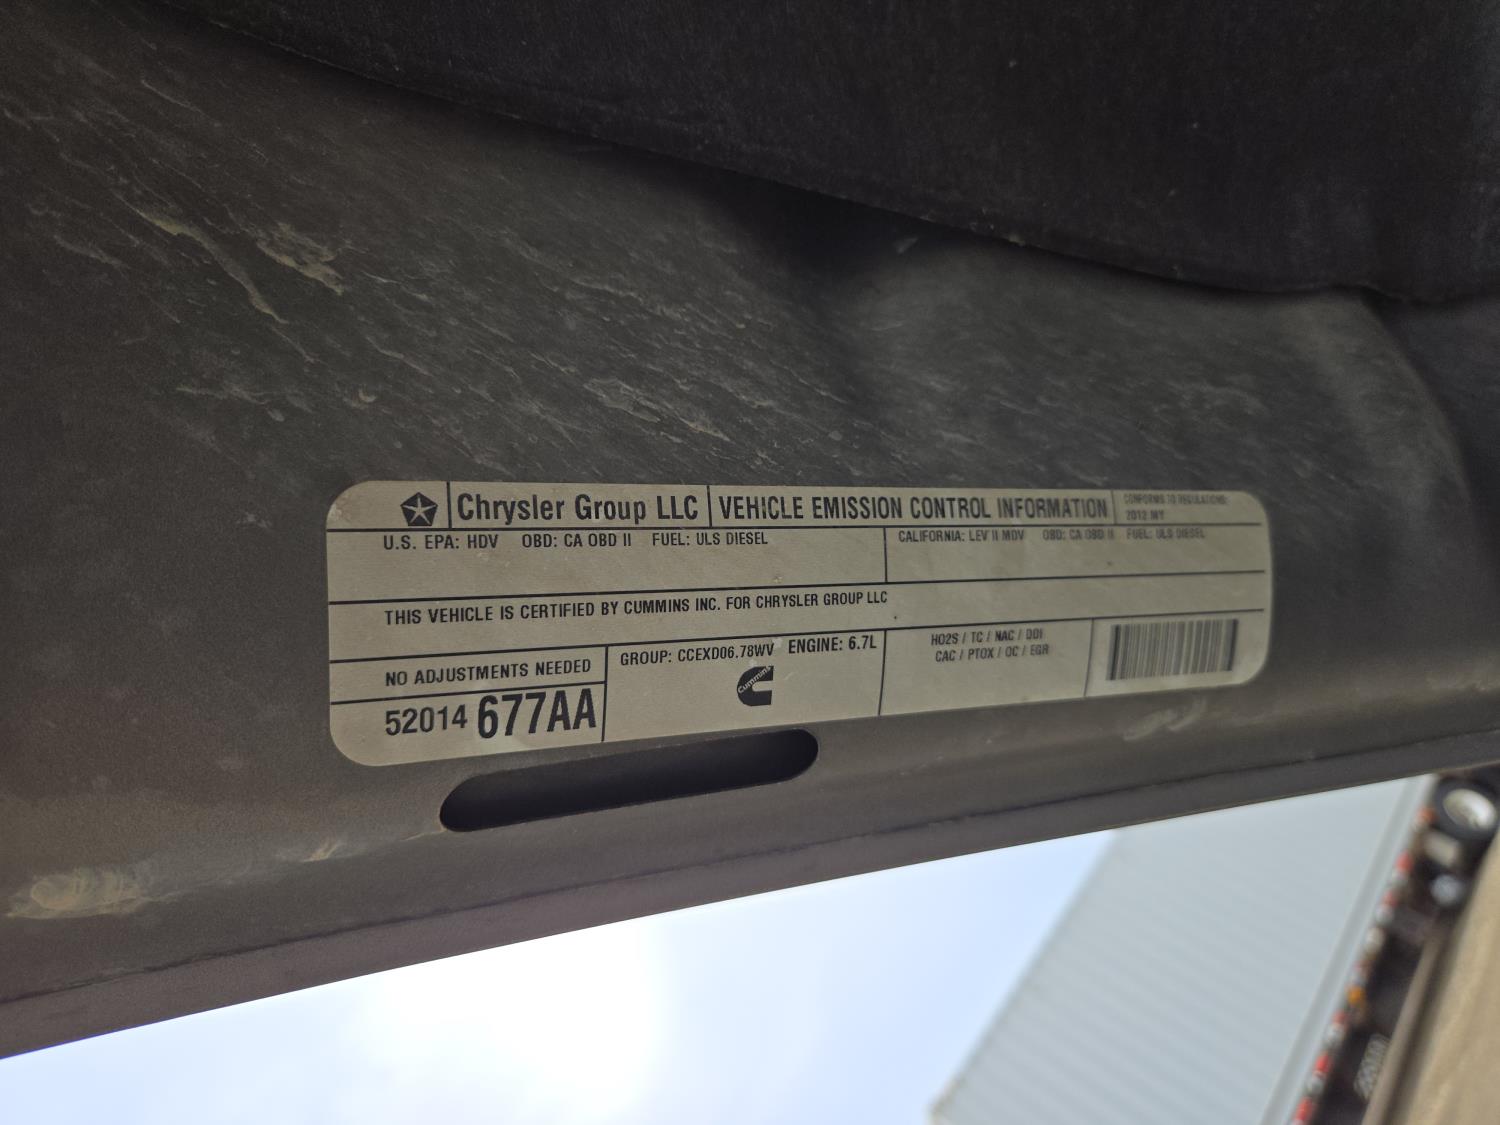 Chrysler Group LLC VEHICLE EMISSION CONTROL INFORMATION CONFORMS TO REGULATIONS:
2012 MY
U.S. EPA: HDV OBD: CA OBD II FUEL: ULS DIESEL CALIFORNIA: LEV II MDV OBD: CA OBD II FUEL: ULS DIESEL
THIS VEHICLE IS CERTIFIED BY CUMMINS INC. FOR CHRYSLER GROUP LLC
NO ADJUSTMENTS NEEDED
52014 677AA
GROUP: CCEXD06.78WV ENGINE: 6.7L
Cummins
HO2S / TC / NAC / DDI
CAC / PTOX / OC / EGR